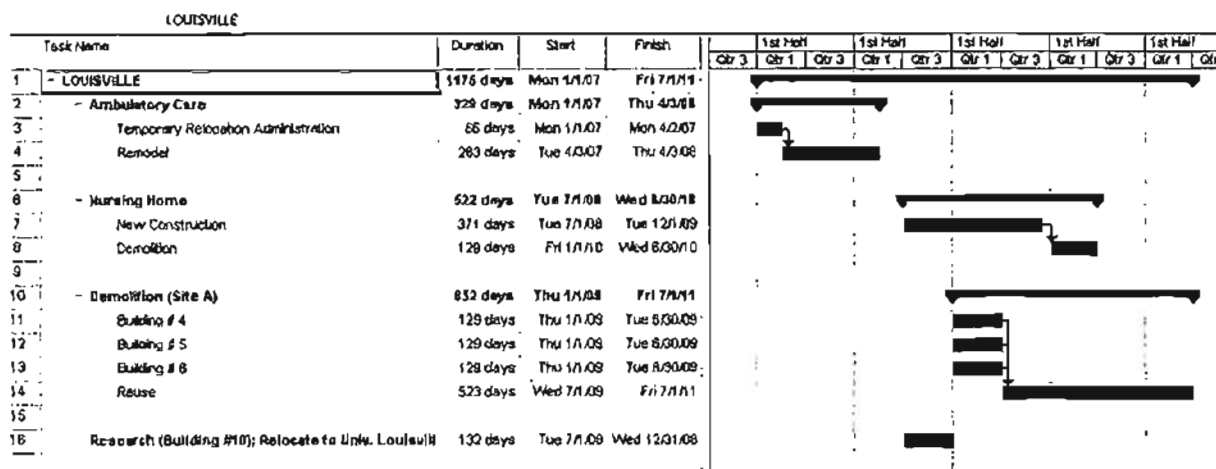 LOUISVILLE
Task Name Duration Start Finish 1st Half 1st Half 1st Half 1st Half 1st Half
Qtr 3 Qtr 1 Qtr 3 Qtr 1 Qtr 3 Qtr 1 Qtr 3 Qtr 1 Qtr 3 Qtr 1 Qtr
1 - LOUISVILLE 1175 days Mon 1/1/07 Fri 7/1/11
2 - Ambulatory Care 329 days Mon 1/1/07 Thu 4/3/08
3 Temporary Relocation Administration 66 days Mon 1/1/07 Mon 4/2/07
4 Remodel 263 days Tue 4/3/07 Thu 4/3/08
5
6 - Nursing Home 522 days Tue 7/1/08 Wed 6/30/10
7 New Construction 371 days Tue 7/1/08 Tue 12/1/09
8 Demolition 129 days Fri 1/1/10 Wed 6/30/10
9
10 - Demolition (Site A) 652 days Thu 1/1/09 Fri 7/1/11
11 Building # 4 129 days Thu 1/1/09 Tue 6/30/09
12 Building # 5 129 days Thu 1/1/09 Tue 6/30/09
13 Building # 6 129 days Thu 1/1/09 Tue 6/30/09
14 Reuse 523 days Wed 7/1/09 Fri 7/1/11
15
16 Research (Building #10); Relocate to Univ. Louisvill 132 days Tue 7/1/08 Wed 12/31/08